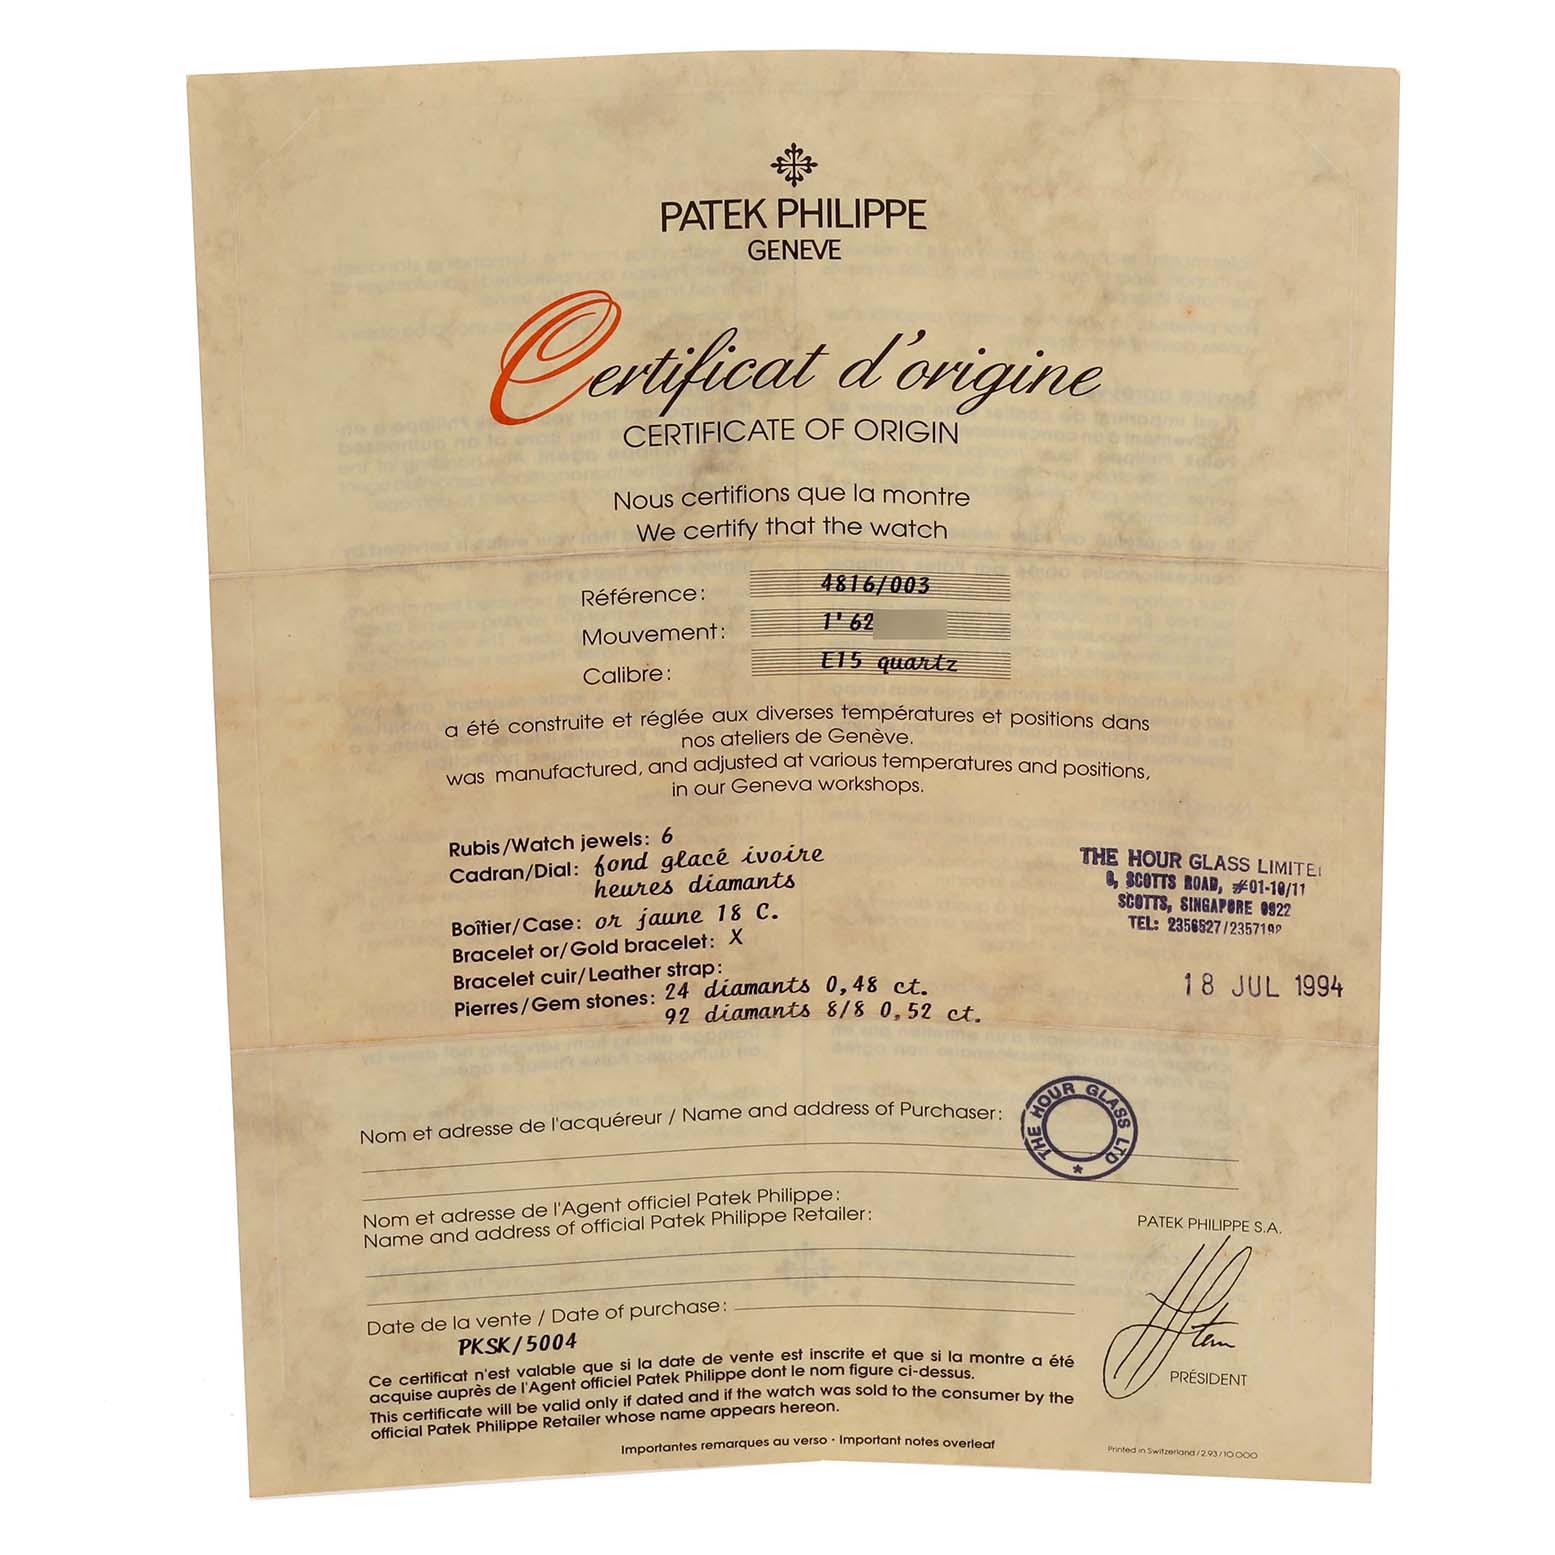 PATEK PHILIPPE
GENEVE
Certificat d'origine
CERTIFICATE OF ORIGIN
Nous certifions que la montre
We certify that the watch
Référence: 4816/003
Mouvement: 1'62
Calibre: E15 quartz
a été construite et réglée aux diverses températures et positions dans
nos ateliers de Genève.
was manufactured, and adjusted at various temperatures and positions,
in our Geneva workshops.
Rubis/Watch jewels: 6
Cadran/Dial: fond glacé ivoire
heures diamants
Boîtier/Case: or jaune 18 C.
Bracelet or/Gold bracelet: X
Bracelet cuir/Leather strap:
Pierres/Gem stones: 24 diamants 0,48 ct.
92 diamants 8/8 0,52 ct.
THE HOUR GLASS LIMITE
8, SCOTTS ROAD, #01-10/11
SCOTTS, SINGAPORE 0922
TEL: 2356527/
18 JUL 1994
Nom et adresse de l'acquéreur / Name and address of Purchaser:
THE HOUR GLASS LTD *
Nom et adresse de l'Agent officiel Patek Philippe:
Name and address of official Patek Philippe Retailer:
PATEK PHILIPPE S.A.
Date de la vente / Date of purchase:
PKSK/5004
PRÉSIDENT
Ce certificat n'est valable que si la date de vente est inscrite et que si la montre a été
acquise auprès de l'Agent officiel Patek Philippe dont le nom figure ci-dessus.
This certificate will be valid only if dated and if the watch was sold to the consumer by the
official Patek Philippe Retailer whose name appears hereon.
Importantes remarques au verso · Important notes overleaf
Printed in Switzerland / 2.93 / 10 000